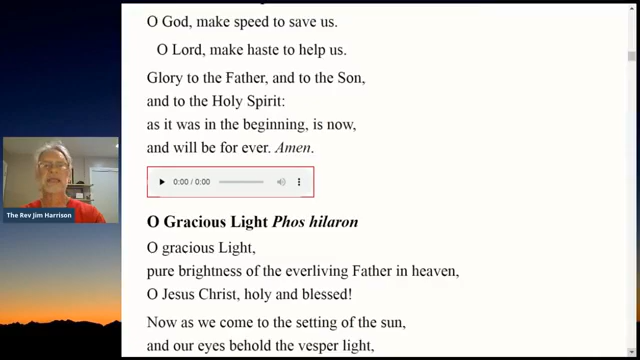 O God, make speed to save us.
O Lord, make haste to help us.
Glory to the Father, and to the Son,
and to the Holy Spirit:
as it was in the beginning, is now,
and will be for ever. Amen.
0:00 / 0:00
The Rev Jim Harrison
O Gracious Light Phos hilaron
O gracious Light,
pure brightness of the everliving Father in heaven,
O Jesus Christ, holy and blessed!
Now as we come to the setting of the sun,
and our eyes behold the vesper light,